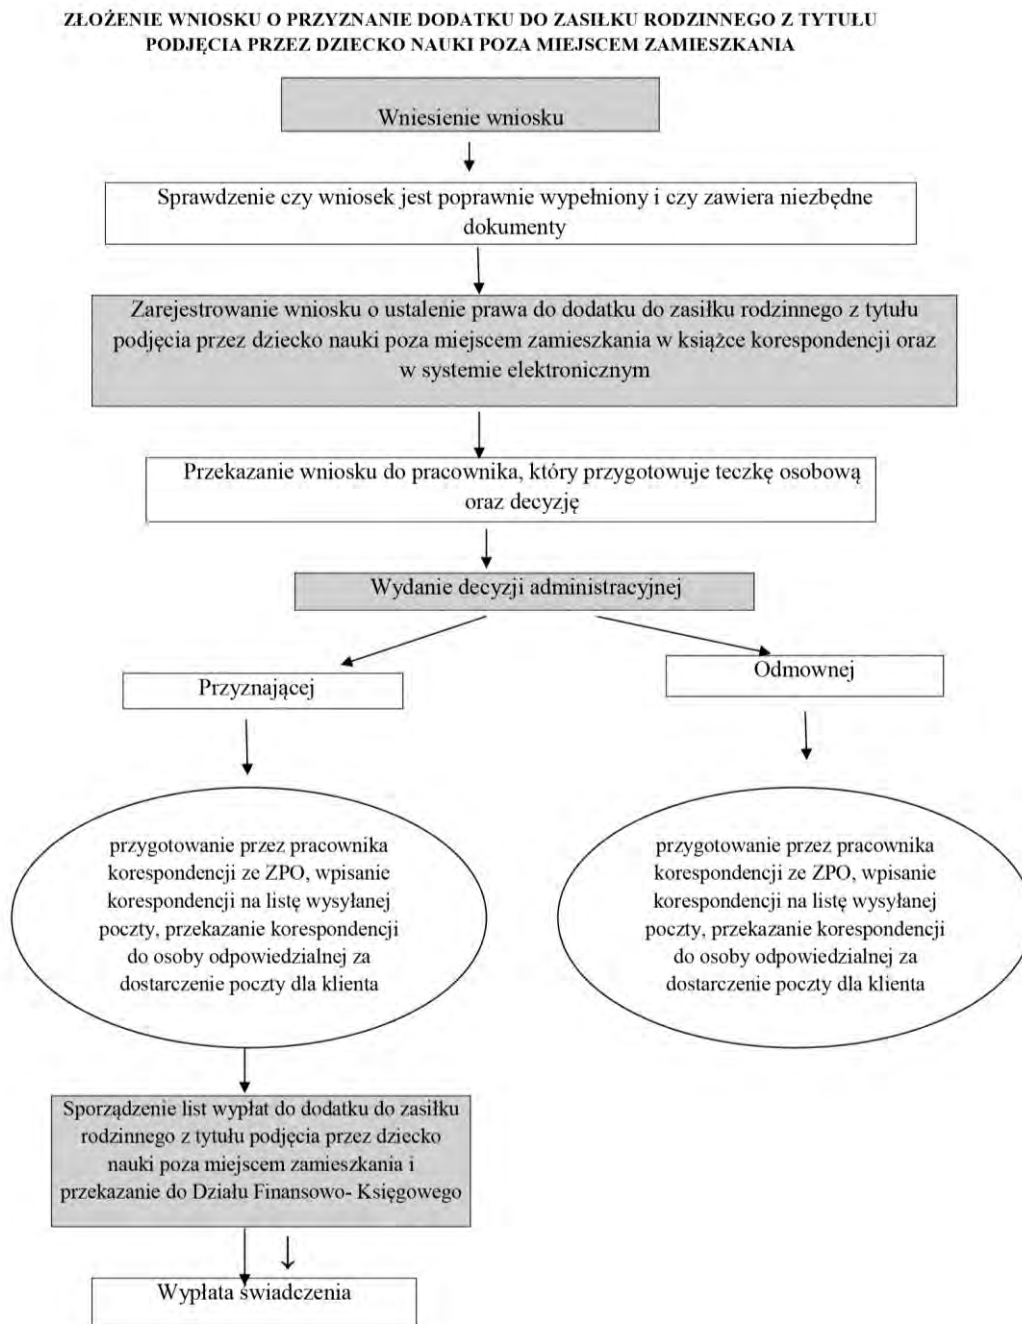 ZŁOŻENIE WNIOSKU O PRZYZNANIE DODATKU DO ZASIŁKU RODZINNEGO Z TYTUŁU
PODJĘCIA PRZEZ DZIECKO NAUKI POZA MIEJSCEM ZAMIESZKANIA
Wniesienie wniosku
Sprawdzenie czy wniosek jest poprawnie wypełniony i czy zawiera niezbędne
dokumenty
Zarejestrowanie wniosku o ustalenie prawa do dodatku do zasiłku rodzinnego z tytułu
podjęcia przez dziecko nauki poza miejscem zamieszkania w książce korespondencji oraz
w systemie elektronicznym
Przekazanie wniosku do pracownika, który przygotowuje teczkę osobową
oraz decyzję
Wydanie decyzji administracyjnej
Przyznającej
Odmownej
przygotowanie przez pracownika
korespondencji ze ZPO, wpisanie
korespondencji na listę wysyłanej
poczty, przekazanie korespondencji
do osoby odpowiedzialnej za
dostarczenie poczty dla klienta
przygotowanie przez pracownika
korespondencji ze ZPO, wpisanie
korespondencji na listę wysyłanej
poczty, przekazanie korespondencji
do osoby odpowiedzialnej za
dostarczenie poczty dla klienta
Sporządzenie list wypłat do dodatku do zasiłku
rodzinnego z tytułu podjęcia przez dziecko
nauki poza miejscem zamieszkania i
przekazanie do Działu Finansowo- Księgowego
Wypłata świadczenia